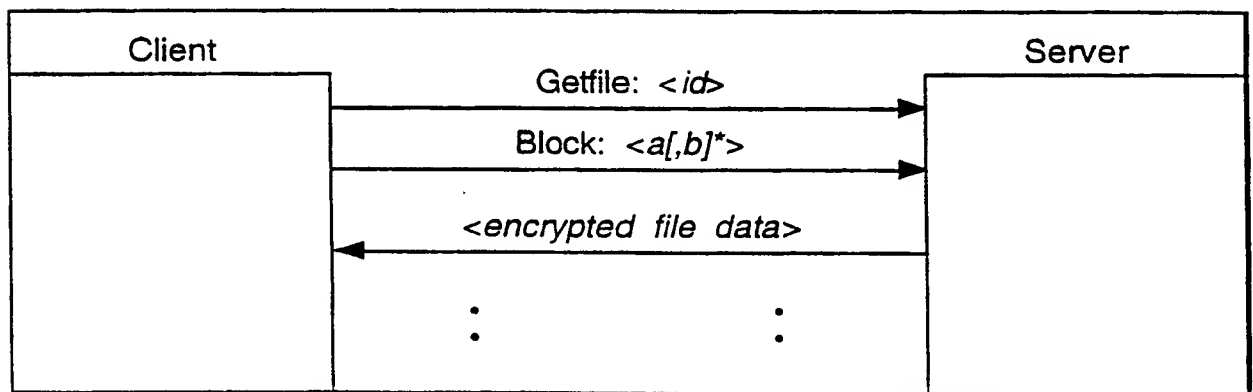 Client
Server
Getfile: <id>
Block: <a[,b]*>
<encrypted file data>